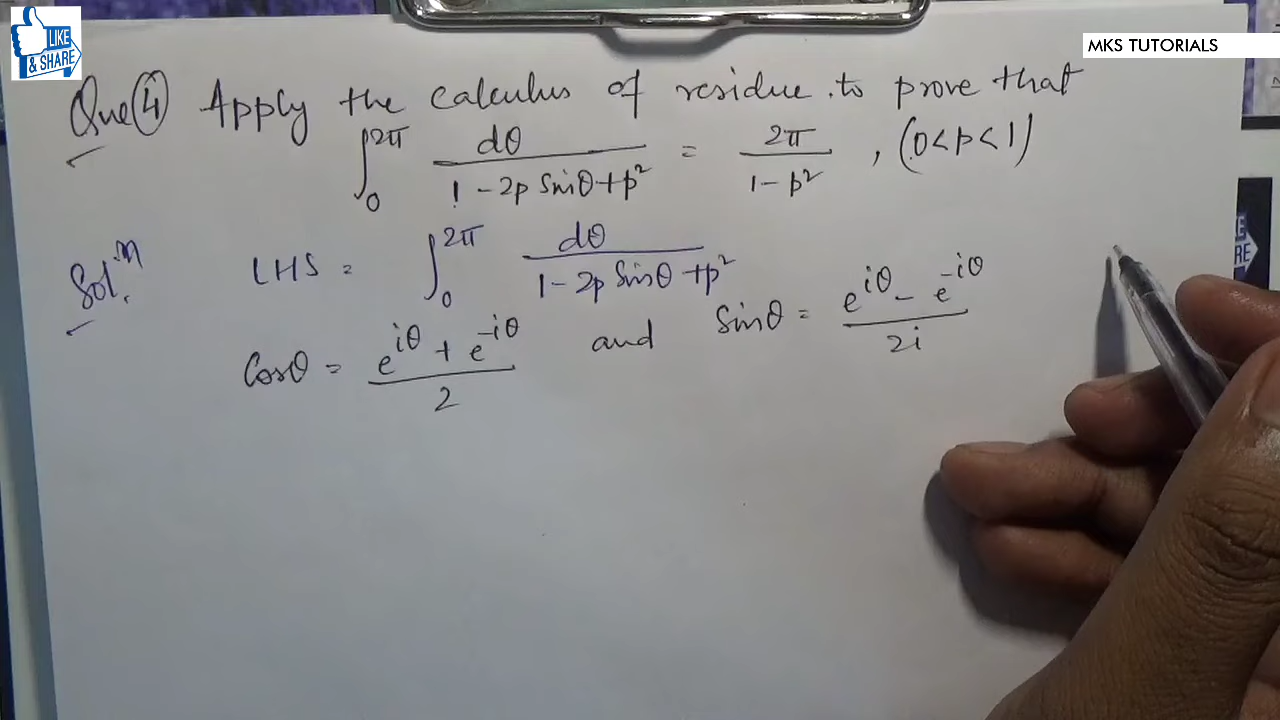 LIKE
& SHARE
MKS TUTORIALS
Que ④ Apply the calculus of residue to prove that
∫₀^{2π} dθ / (1 - 2p Sinθ + p²) = 2π / (1 - p²) , (0 < p < 1)
Sol.ⁿ LHS = ∫₀^{2π} dθ / (1 - 2p Sinθ + p²)
Cosθ = (e^{iθ} + e^{-iθ}) / 2 and Sinθ = (e^{iθ} - e^{-iθ}) / 2i